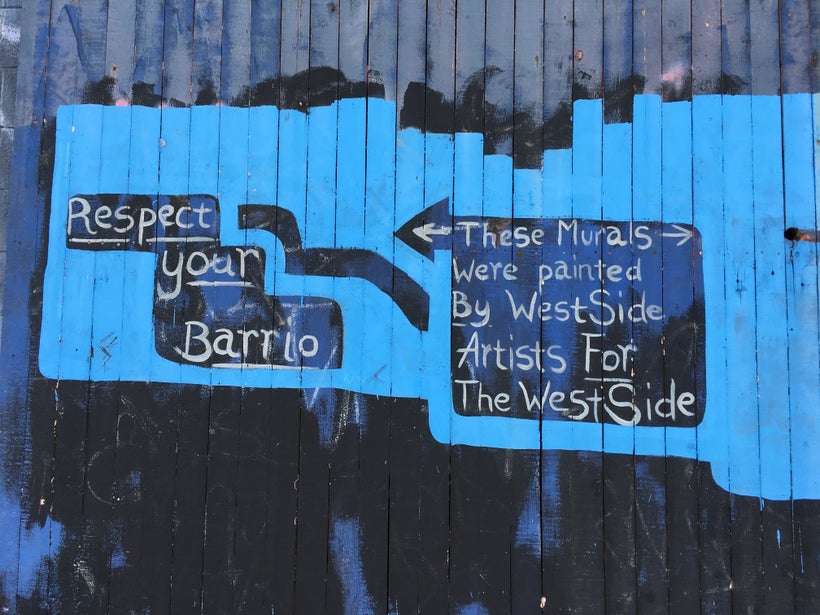 Respect
your
Barrio
← These Murals →
Were painted
By WestSide
Artists For
The WestSide